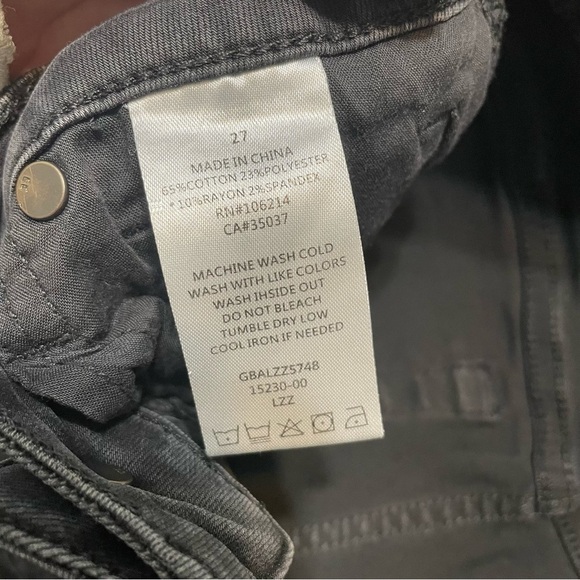 27
MADE IN CHINA
65%COTTON 23%POLYESTER
*10%RAYON 2%SPANDEX
RN#106214
CA#35037
MACHINE WASH COLD
WASH WITH LIKE COLORS
WASH IHSIDE OUT
DO NOT BLEACH
TUMBLE DRY LOW
COOL IRON IF NEEDED
GBALZZ5748
15230-00
LZZ